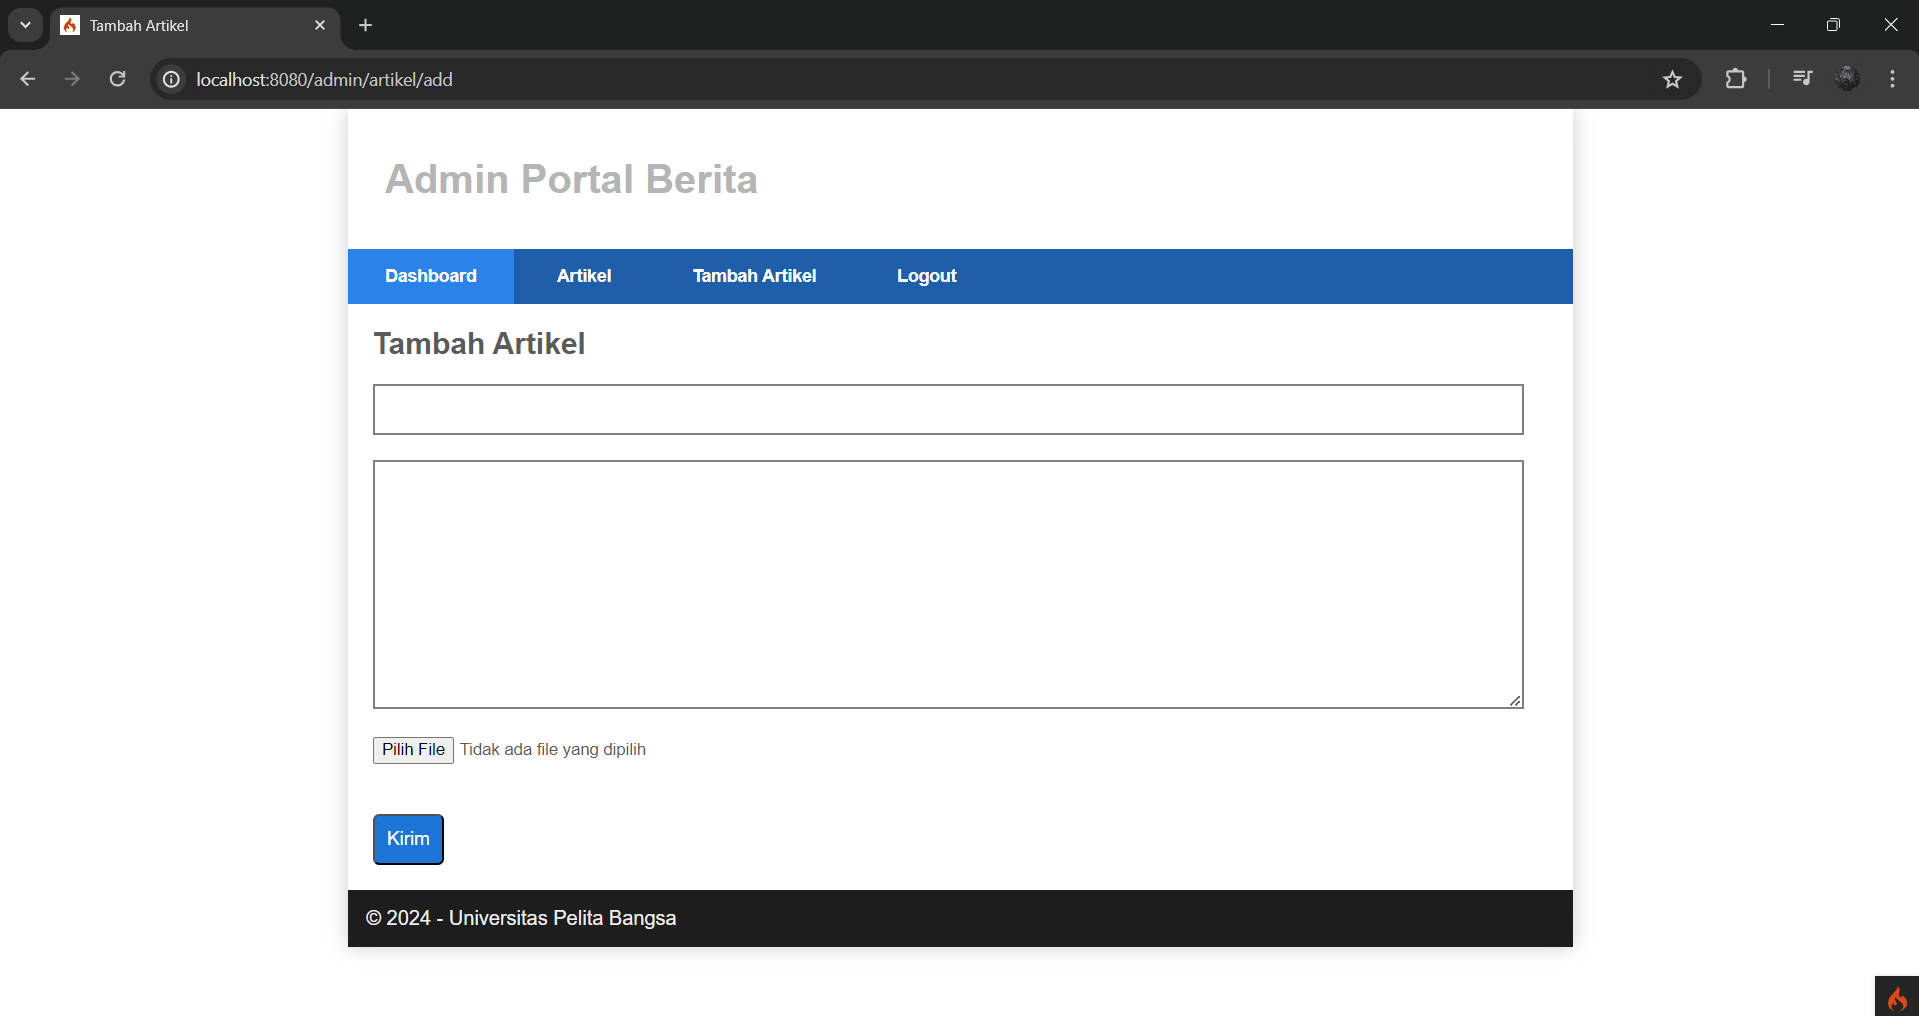 Tambah Artikel
localhost:8080/admin/artikel/add
Admin Portal Berita
Dashboard Artikel Tambah Artikel Logout
Tambah Artikel
Pilih File Tidak ada file yang dipilih
Kirim
© 2024 - Universitas Pelita Bangsa